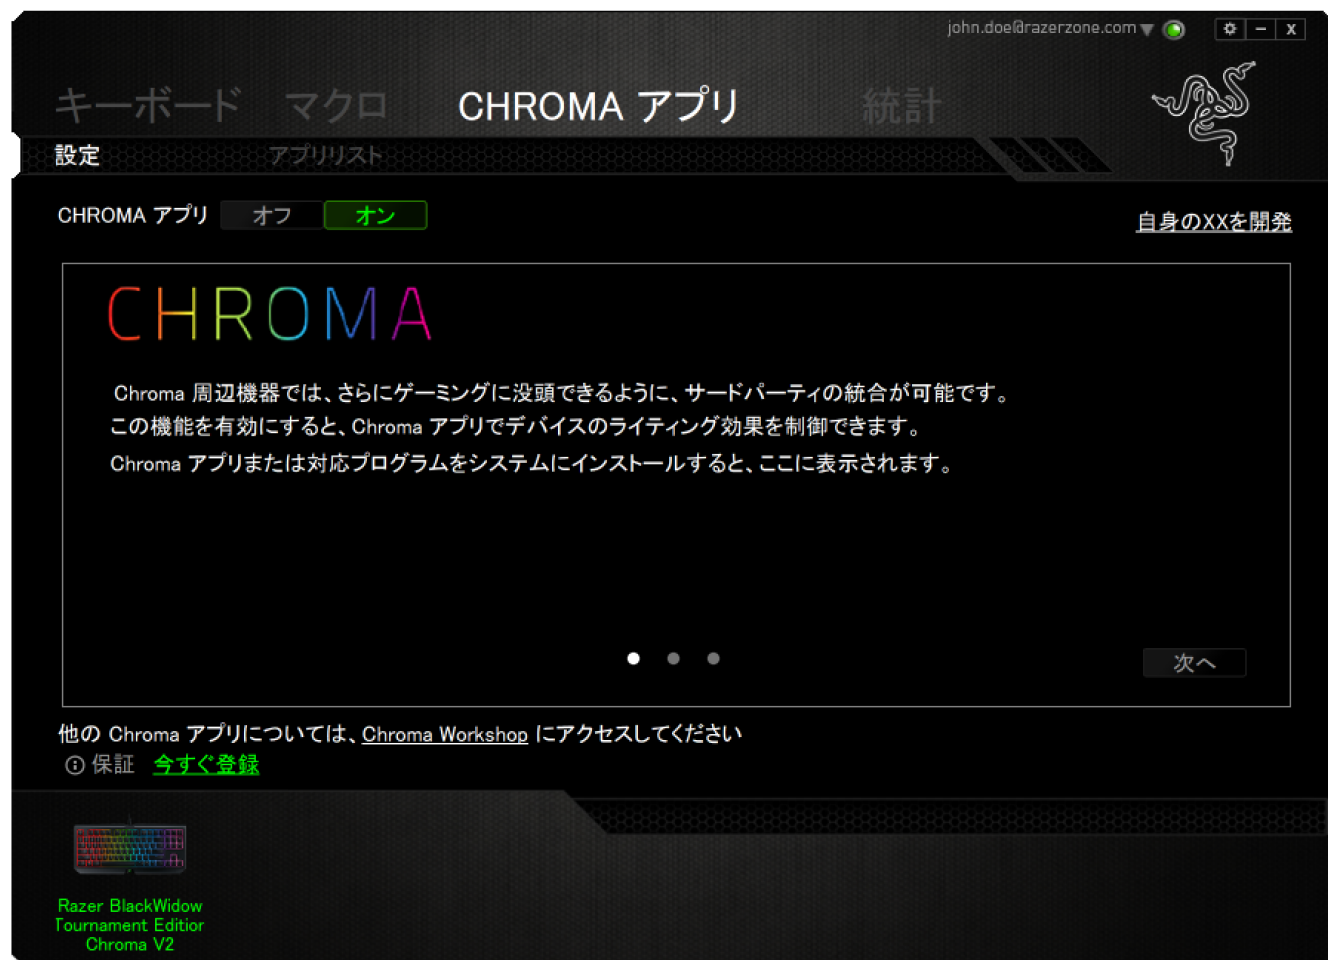 john.doe@razerzone.com
キーボード マクロ CHROMA アプリ 統計
設定 アプリリスト
CHROMA アプリ オフ オン
自身のXXを開発
CHROMA
Chroma 周辺機器では、さらにゲーミングに没頭できるように、サードパーティの統合が可能です。
この機能を有効にすると、Chroma アプリでデバイスのライティング効果を制御できます。
Chroma アプリまたは対応プログラムをシステムにインストールすると、ここに表示されます。
次へ
他の Chroma アプリについては、Chroma Workshop にアクセスしてください
保証 今すぐ登録
Razer BlackWidow
Tournament Edition
Chroma V2